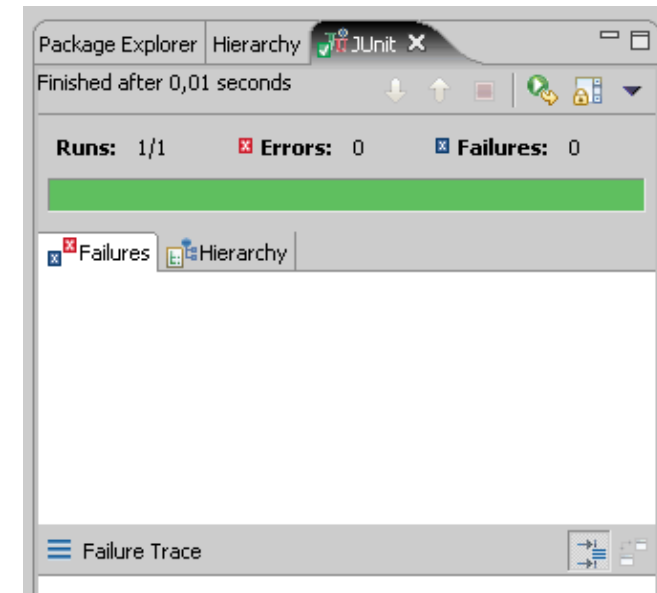 Package Explorer Hierarchy JUnit
Finished after 0,01 seconds
Runs: 1/1 Errors: 0 Failures: 0
Failures Hierarchy
Failure Trace